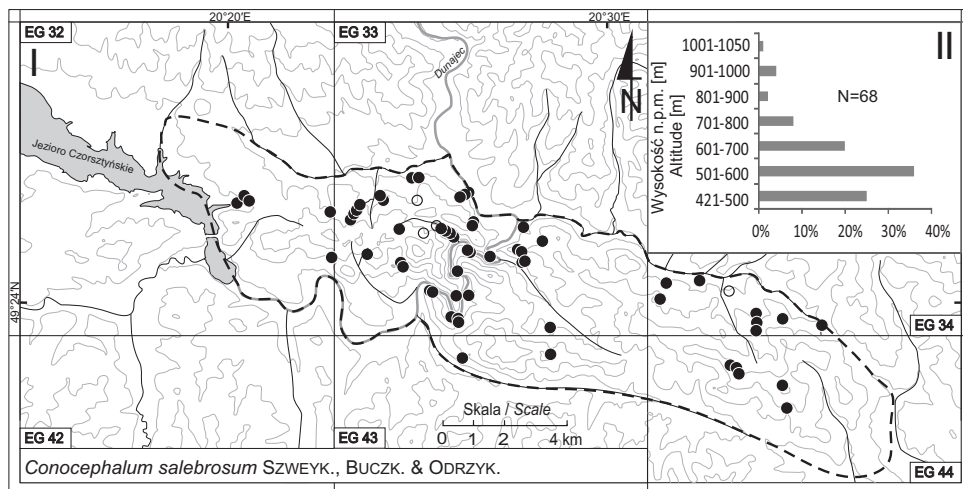 20°20'E
20°30'E
EG 32
EG 33
I
II
Dunajec
N
Jezioro Czorsztyńskie
49°24'N
Wysokość n.p.m. [m]
Altitude [m]
1001-1050
901-1000
801-900
701-800
601-700
501-600
421-500
N=68
0%
10%
20%
30%
40%
EG 34
Skala / Scale
0 1 2 4 km
EG 42
EG 43
EG 44
Conocephalum salebrosum SZWEYK., BUCZK. & ODRZYK.